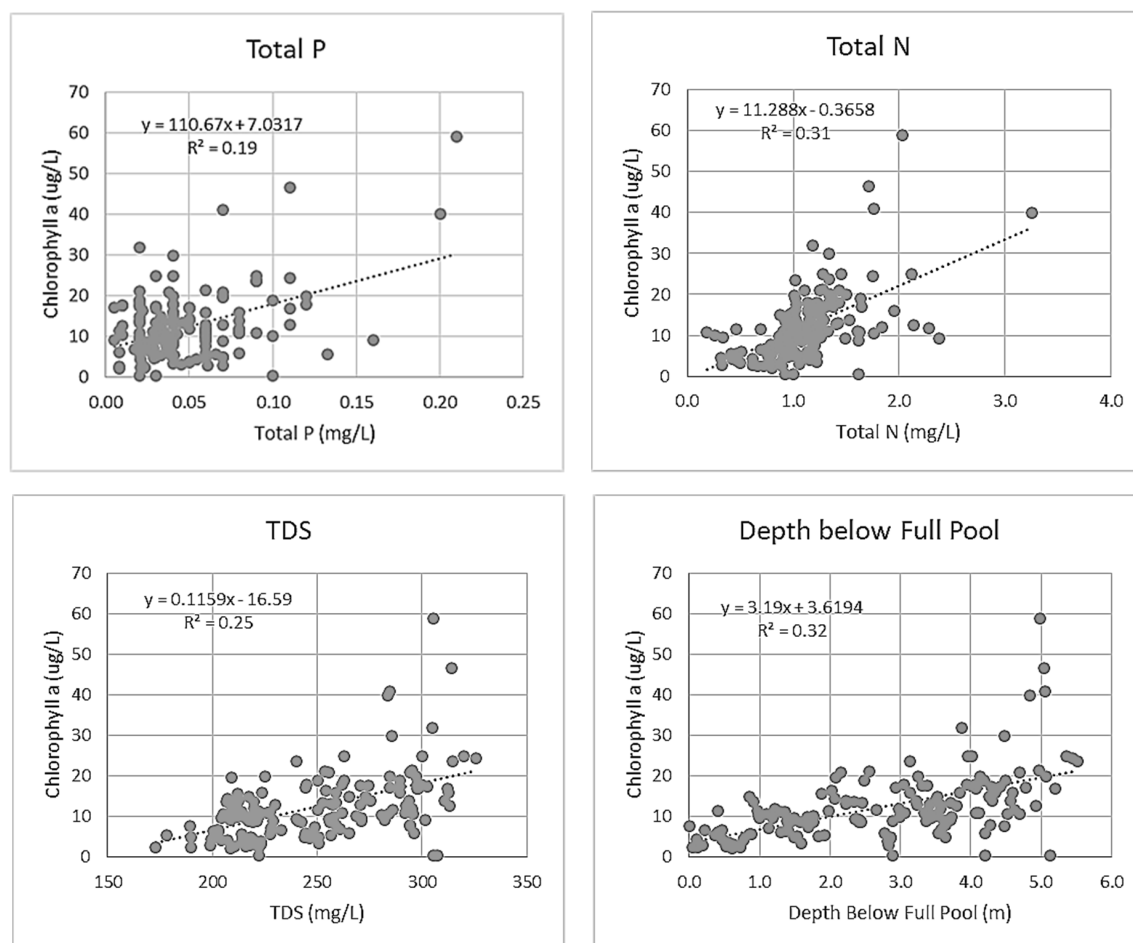 Total P
y = 110.67x + 7.0317
R² = 0.19
70
60
50
40
30
20
10
0
Chlorophyll a (ug/L)
0.00 0.05 0.10 0.15 0.20 0.25
Total P (mg/L)
Total N
y = 11.288x - 0.3658
R² = 0.31
70
60
50
40
30
20
10
0
Chlorophyll a (ug/L)
0.0 1.0 2.0 3.0 4.0
Total N (mg/L)
TDS
y = 0.1159x - 16.59
R² = 0.25
70
60
50
40
30
20
10
0
Chlorophyll a (ug/L)
150 200 250 300 350
TDS (mg/L)
Depth below Full Pool
y = 3.19x + 3.6194
R² = 0.32
70
60
50
40
30
20
10
0
Chlorophyll a (ug/L)
0.0 1.0 2.0 3.0 4.0 5.0 6.0
Depth Below Full Pool (m)